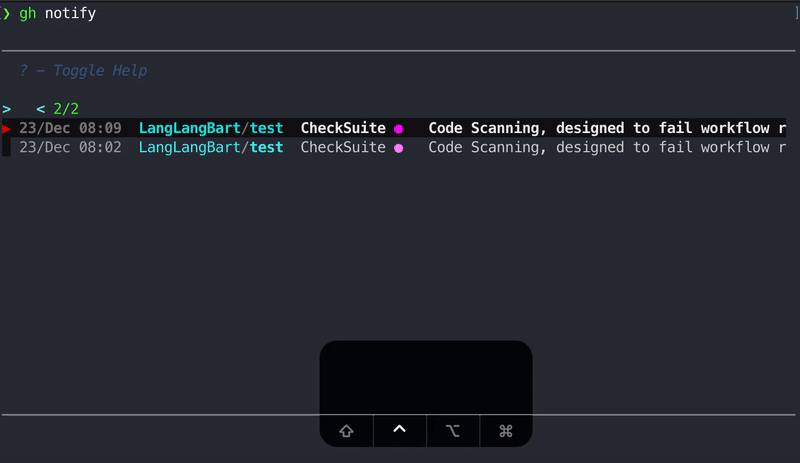 ❯ gh notify
? – Toggle Help
> < 2/2
▶ 23/Dec 08:09 LangLangBart/test CheckSuite ● Code Scanning, designed to fail workflow r
23/Dec 08:02 LangLangBart/test CheckSuite ● Code Scanning, designed to fail workflow r
⇧ ^ ⌥ ⌘